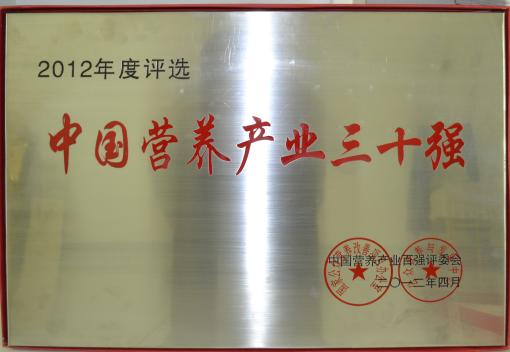 2012年度评选
中国营养产业三十强
中国营养产业百强评委会
二〇一二年四月